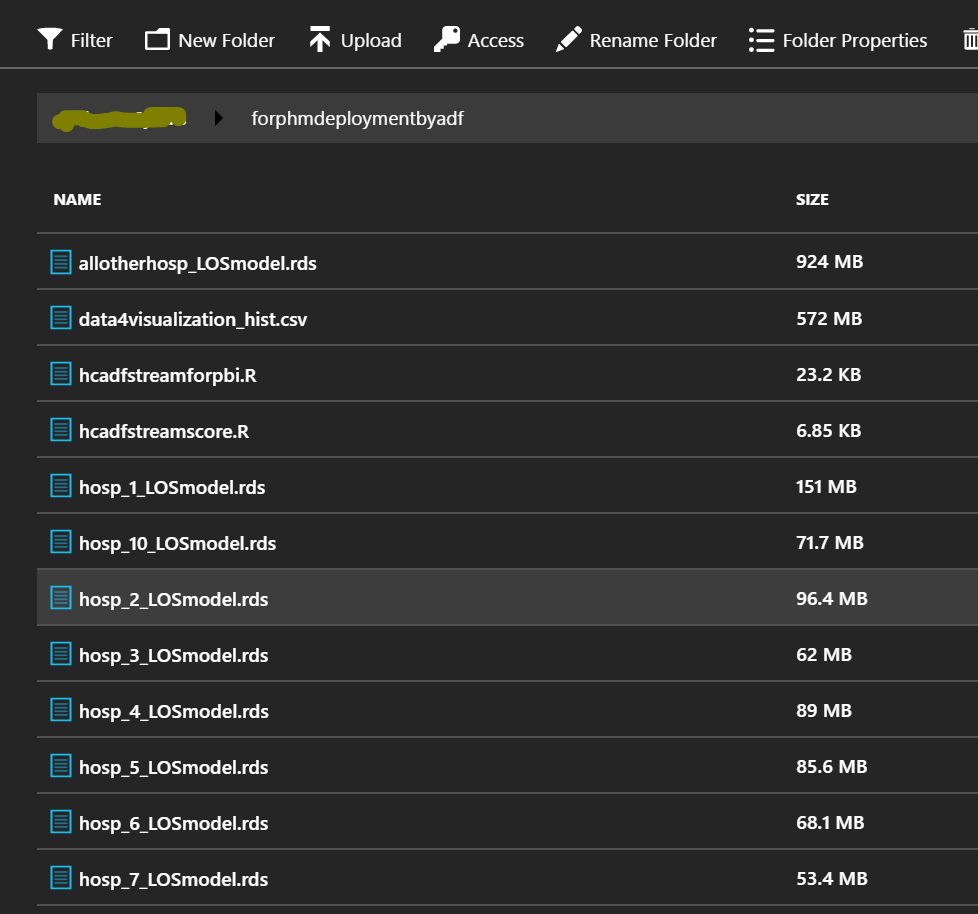 Filter New Folder Upload Access Rename Folder Folder Properties
forphmdeploymentbyadf
NAME SIZE
allotherhosp_LOSmodel.rds 924 MB
data4visualization_hist.csv 572 MB
hcadfstreamforpbi.R 23.2 KB
hcadfstreamscore.R 6.85 KB
hosp_1_LOSmodel.rds 151 MB
hosp_10_LOSmodel.rds 71.7 MB
hosp_2_LOSmodel.rds 96.4 MB
hosp_3_LOSmodel.rds 62 MB
hosp_4_LOSmodel.rds 89 MB
hosp_5_LOSmodel.rds 85.6 MB
hosp_6_LOSmodel.rds 68.1 MB
hosp_7_LOSmodel.rds 53.4 MB